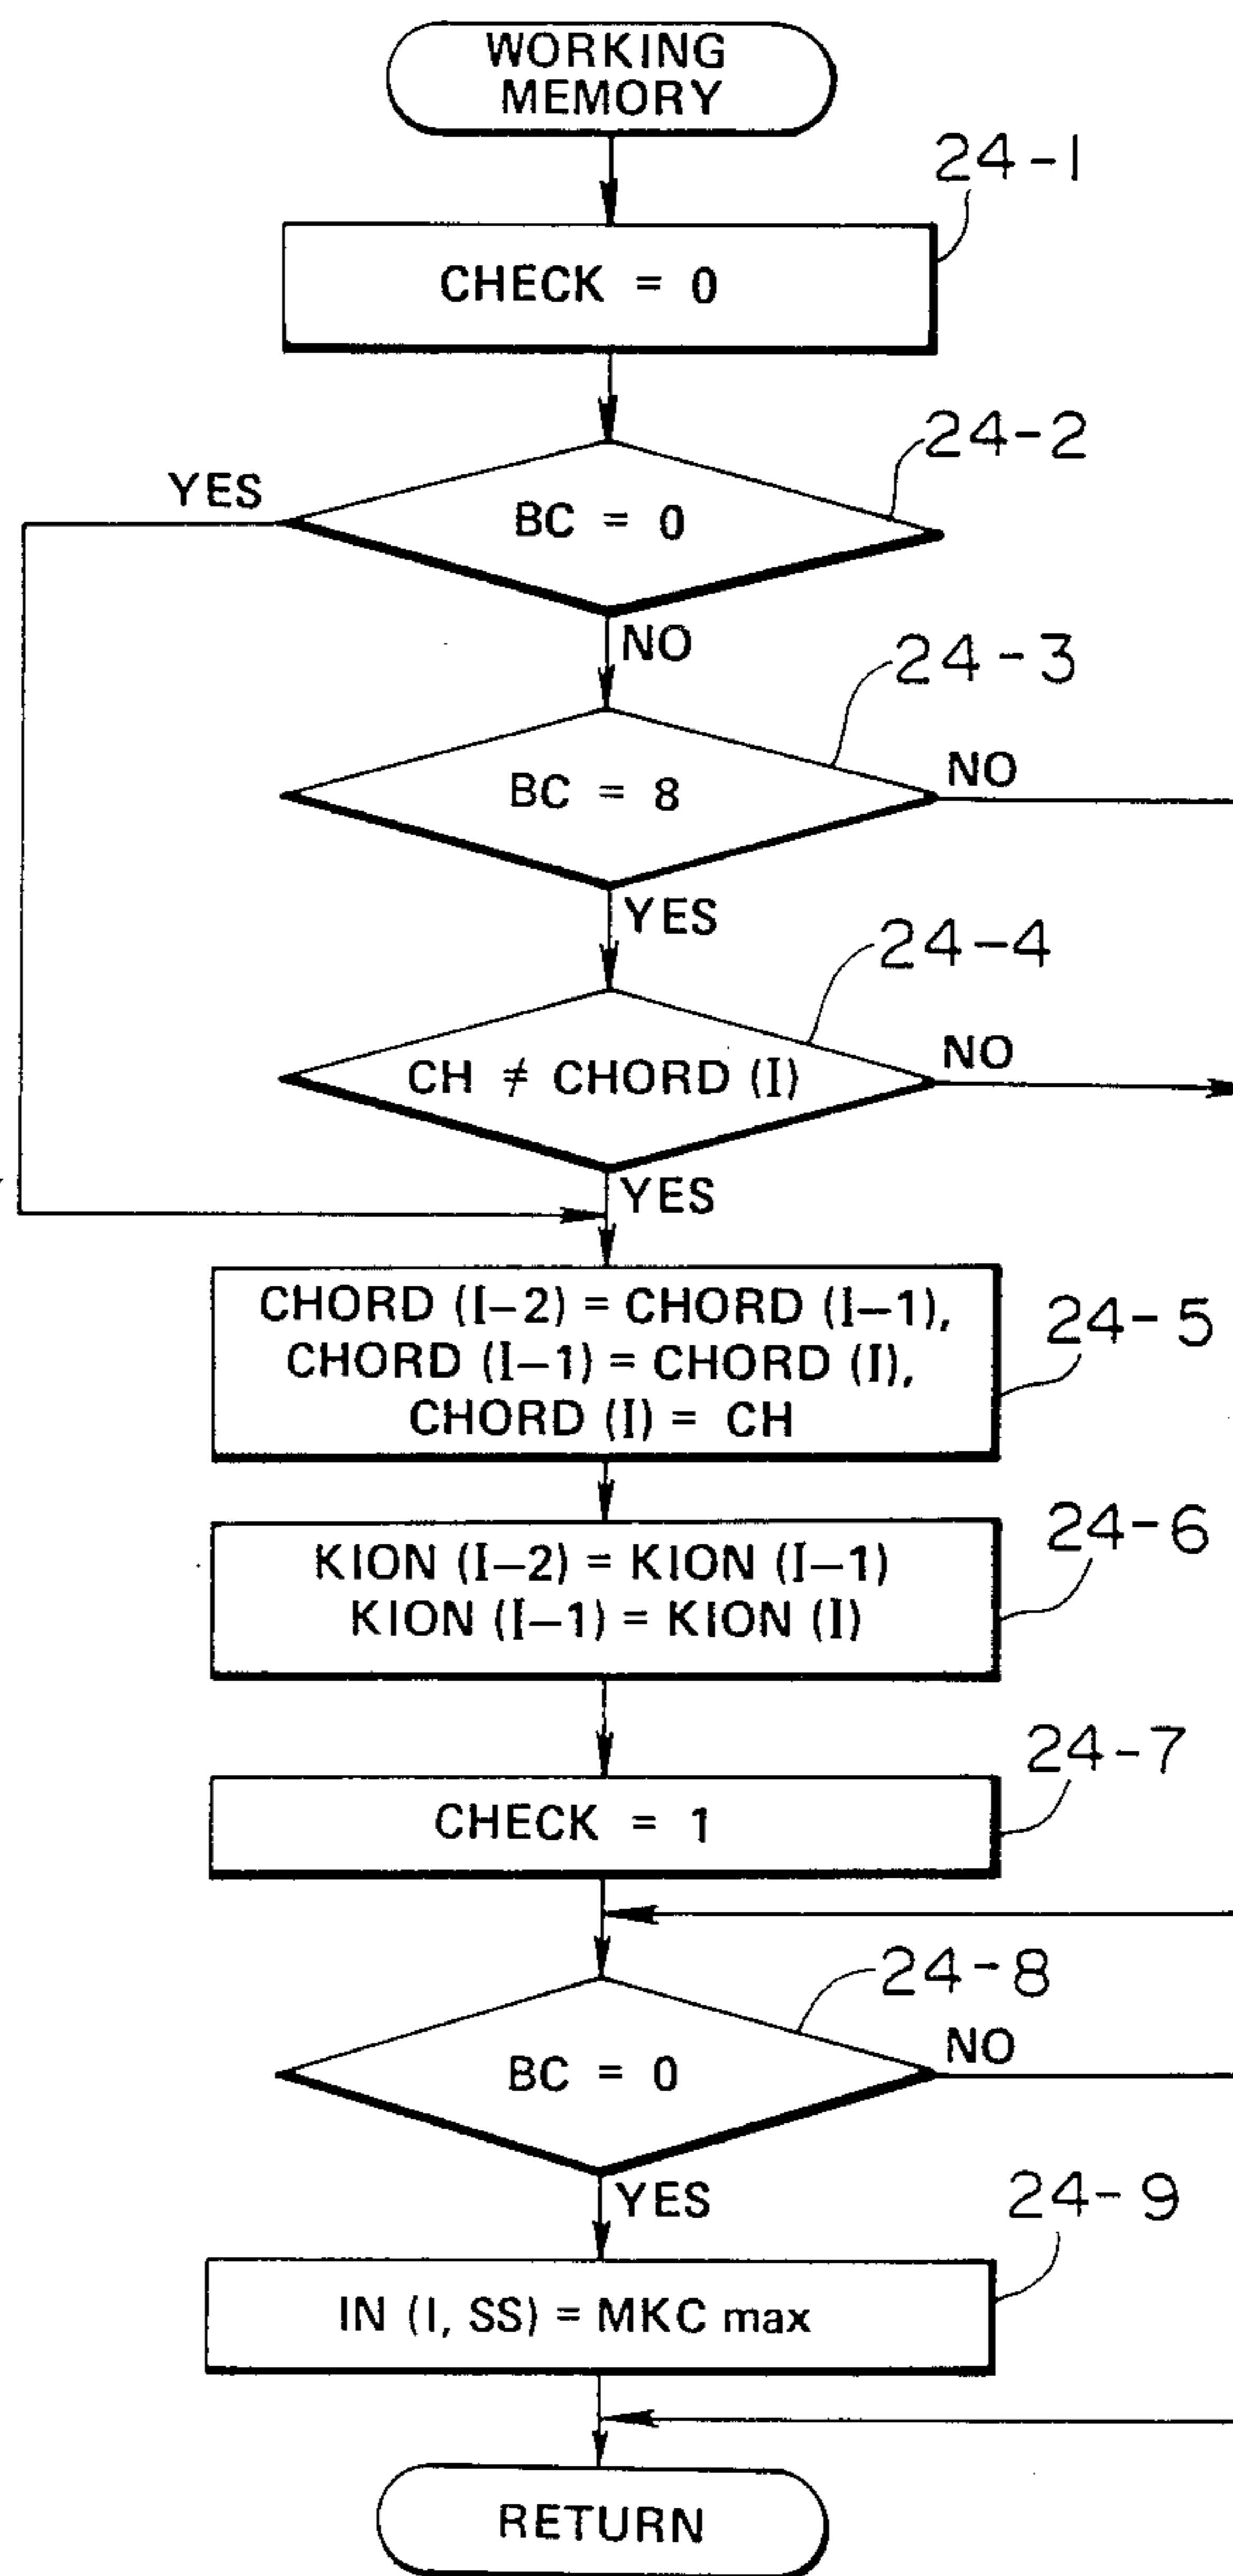 WORKING
MEMORY
24-1
CHECK = 0
24-2
YES
BC = 0
NO
24-3
BC = 8
NO
YES
24-4
CH ≠ CHORD (I)
NO
YES
CHORD (I-2) = CHORD (I-1),
CHORD (I-1) = CHORD (I),
CHORD (I) = CH
24-5
KION (I-2) = KION (I-1)
KION (I-1) = KION (I)
24-6
24-7
CHECK = 1
24-8
BC = 0
NO
YES
24-9
IN (I, SS) = MKC max
RETURN